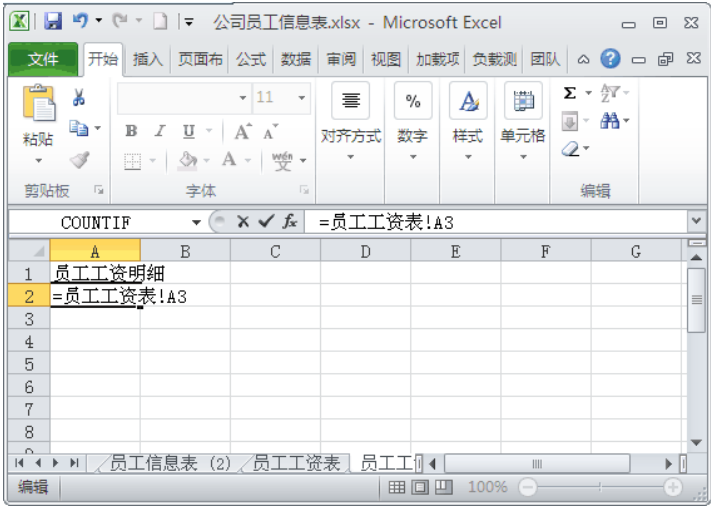 公司员工信息表.xlsx - Microsoft Excel
文件 开始 插入 页面布 公式 数据 审阅 视图 加载项 负载测 团队
粘贴
11
B I U A A
A wén 文
对齐方式 % 数字 样式 单元格
Σ
剪贴板 字体 编辑
COUNTIF fx =员工工资表!A3
A B C D E F G
1 员工工资明细
2 =员工工资表!A3
3
4
5
6
7
8
员工信息表 (2) 员工工资表 员工工
编辑 100%